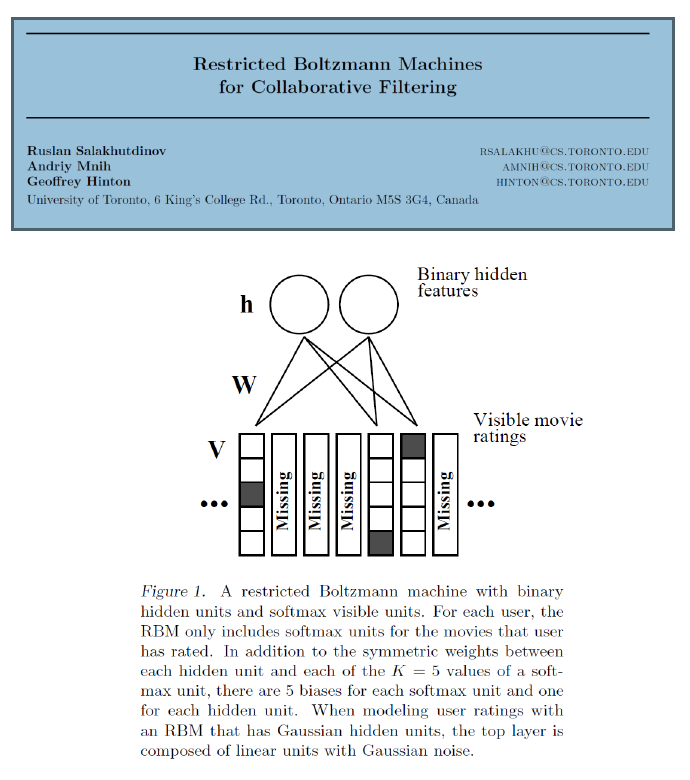 Restricted Boltzmann Machines
for Collaborative Filtering
Ruslan Salakhutdinov RSALAKHU@CS.TORONTO.EDU
Andriy Mnih AMNIH@CS.TORONTO.EDU
Geoffrey Hinton HINTON@CS.TORONTO.EDU
University of Toronto, 6 King's College Rd., Toronto, Ontario M5S 3G4, Canada
h
Binary hidden
features
W
Visible movie
ratings
V
... Missing Missing Missing Missing ...
Figure 1. A restricted Boltzmann machine with binary
hidden units and softmax visible units. For each user, the
RBM only includes softmax units for the movies that user
has rated. In addition to the symmetric weights between
each hidden unit and each of the K = 5 values of a soft-
max unit, there are 5 biases for each softmax unit and one
for each hidden unit. When modeling user ratings with
an RBM that has Gaussian hidden units, the top layer is
composed of linear units with Gaussian noise.